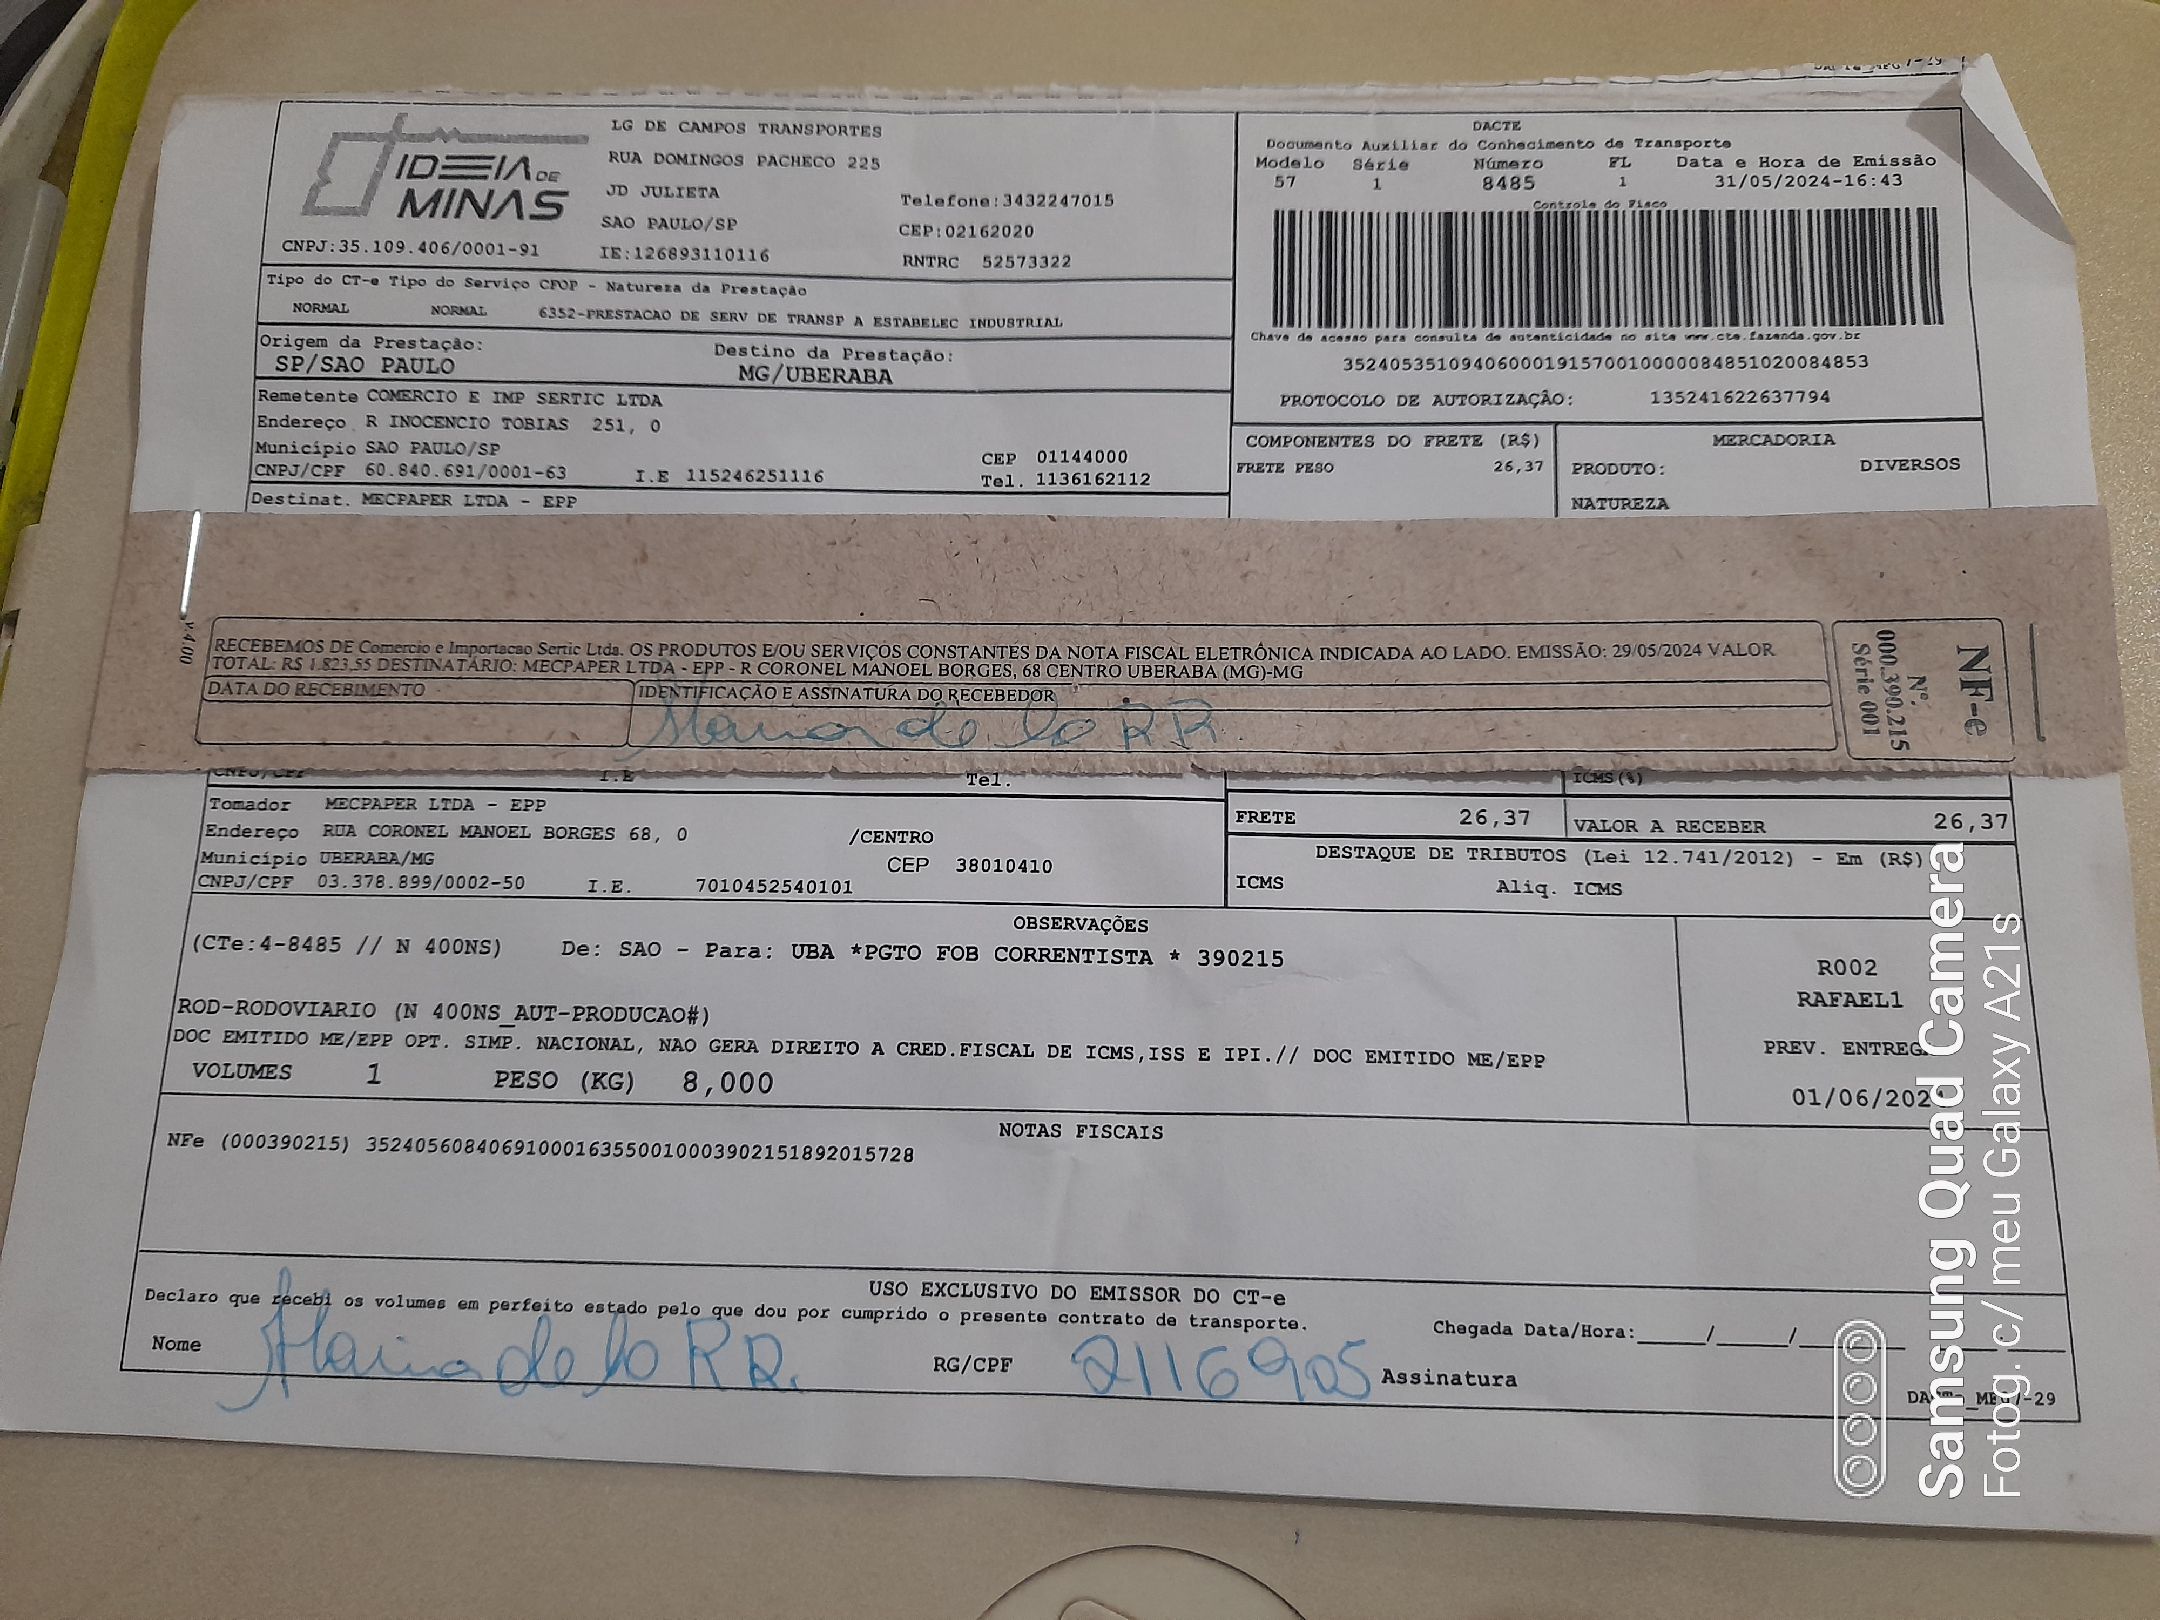 IDEIA DE
MINAS
CNPJ:35.109.406/0001-91
LG DE CAMPOS TRANSPORTES
RUA DOMINGOS PACHECO 225
JD JULIETA
SAO PAULO/SP
IE:126893110116
Telefone:3432247015
CEP:02162020
RNTRC 52573322
DACTE
Documento Auxiliar do Conhecimento de Transporte
Modelo Série Número FL Data e Hora de Emissão
57 1 8485 1 31/05/2024-16:43
Controle do Fisco
Chave de acesso para consulta de autenticidade no site www.cte.fazenda.gov.br
35240535109406000191570010000084851020084853
PROTOCOLO DE AUTORIZAÇÃO: 135241622637794
Tipo do CT-e Tipo do Serviço CFOP - Natureza da Prestação
NORMAL NORMAL 6352-PRESTACAO DE SERV DE TRANSP A ESTABELEC INDUSTRIAL
Origem da Prestação: Destino da Prestação:
SP/SAO PAULO MG/UBERABA
Remetente COMERCIO E IMP SERTIC LTDA
Endereço R INOCENCIO TOBIAS 251, 0
Município SAO PAULO/SP CEP 01144000
CNPJ/CPF 60.840.691/0001-63 I.E 115246251116 Tel. 1136162112
Destinat. MECPAPER LTDA - EPP
COMPONENTES DO FRETE (R$)
FRETE PESO 26,37
MERCADORIA
PRODUTO: DIVERSOS
NATUREZA
v.4.00
RECEBEMOS DE Comercio e Importacao Sertic Ltda. OS PRODUTOS E/OU SERVIÇOS CONSTANTES DA NOTA FISCAL ELETRÔNICA INDICADA AO LADO. EMISSÃO: 29/05/2024 VALOR
TOTAL: R$ 1.823,55 DESTINATÁRIO: MECPAPER LTDA - EPP - R CORONEL MANOEL BORGES, 68 CENTRO UBERABA (MG)-MG
DATA DO RECEBIMENTO IDENTIFICAÇÃO E ASSINATURA DO RECEBEDOR
NF-e
Nº.
000.390.215
Série 001
CNPJ/CPF I.E Tel.
ICMS(%)
Tomador MECPAPER LTDA - EPP
Endereço RUA CORONEL MANOEL BORGES 68, 0 /CENTRO
Município UBERABA/MG CEP 38010410
CNPJ/CPF 03.378.899/0002-50 I.E. 7010452540101
FRETE 26,37 VALOR A RECEBER 26,37
DESTAQUE DE TRIBUTOS (Lei 12.741/2012) - Em (R$)
ICMS Aliq. ICMS
OBSERVAÇÕES
(CTe:4-8485 // N 400NS) De: SAO - Para: UBA *PGTO FOB CORRENTISTA * 390215
ROD-RODOVIARIO (N 400NS_AUT-PRODUCAO#)
DOC EMITIDO ME/EPP OPT. SIMP. NACIONAL, NAO GERA DIREITO A CRED.FISCAL DE ICMS,ISS E IPI.// DOC EMITIDO ME/EPP
VOLUMES 1 PESO (KG) 8,000
R002
RAFAEL1
PREV. ENTREGA
01/06/2024
NOTAS FISCAIS
NFe (000390215) 35240560840691000163550010003902151892015728
USO EXCLUSIVO DO EMISSOR DO CT-e
Declaro que recebi os volumes em perfeito estado pelo que dou por cumprido o presente contrato de transporte.
Chegada Data/Hora:_____/_____/_____
Nome RG/CPF 2116905 Assinatura
Samsung Quad Camera
Fotog. c/ meu Galaxy A21s